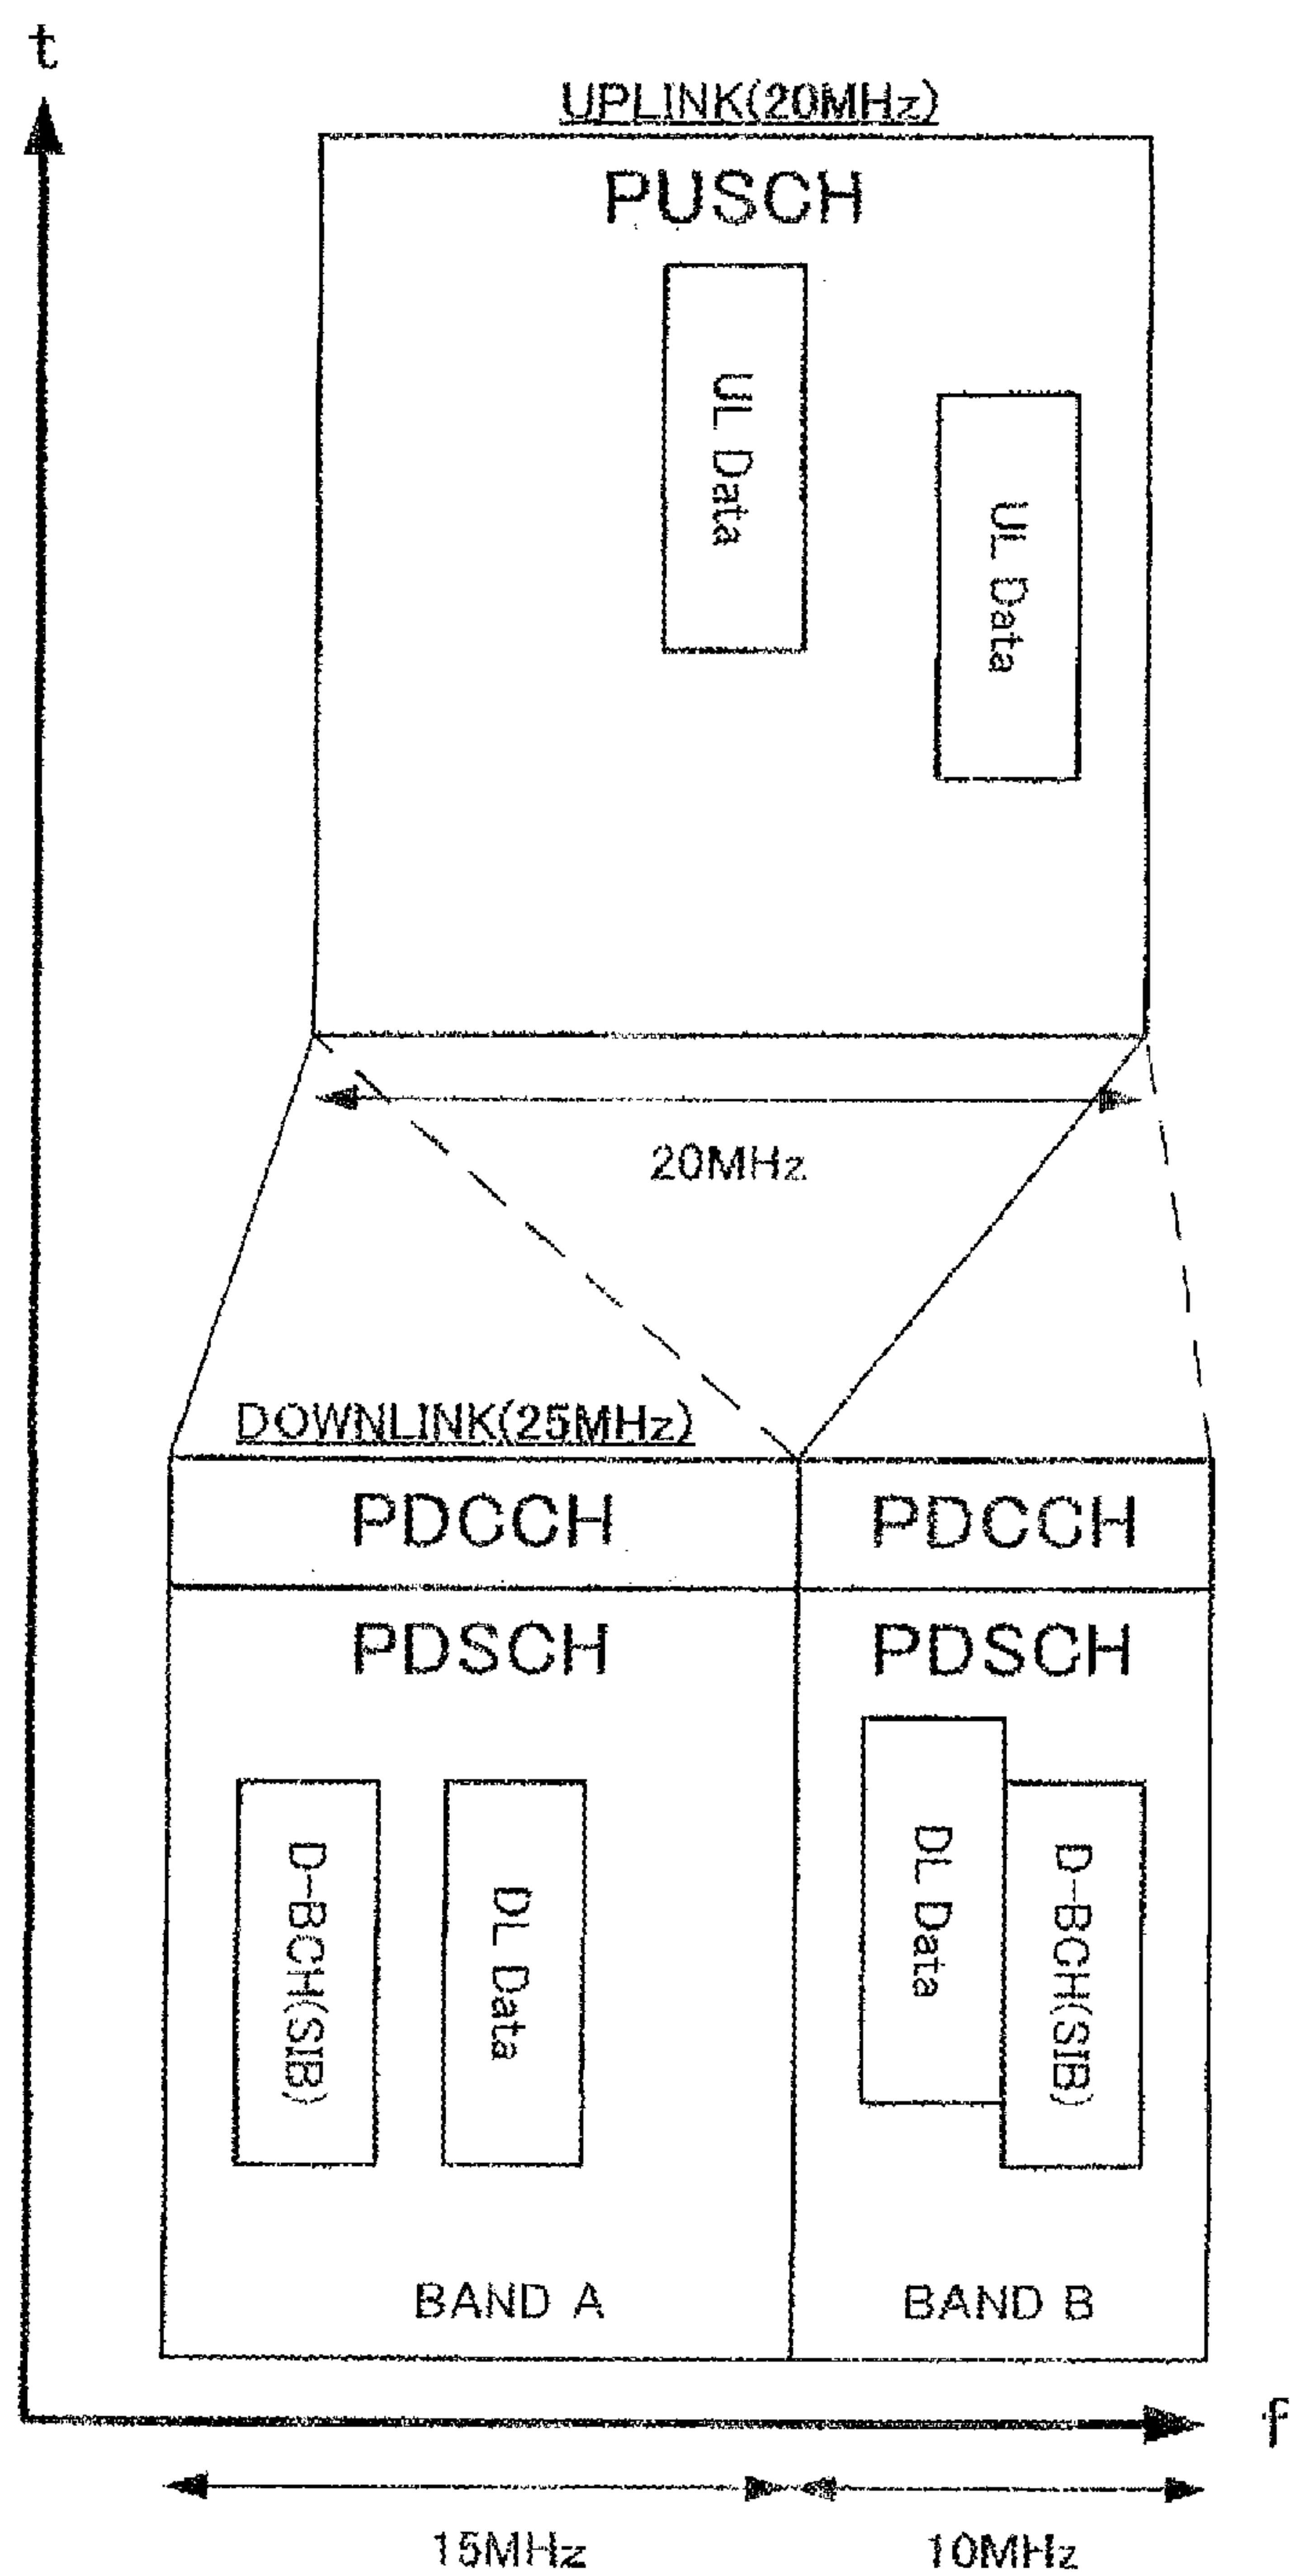 t
UPLINK(20MHz)
PUSCH
UL Data
UL Data
20MHz
DOWNLINK(25MHz)
PDCCH
PDCCH
PDSCH
PDSCH
D-BCH(SIB)
DL Data
DL Data
D-BCH(SIB)
BAND A
BAND B
f
15MHz
10MHz